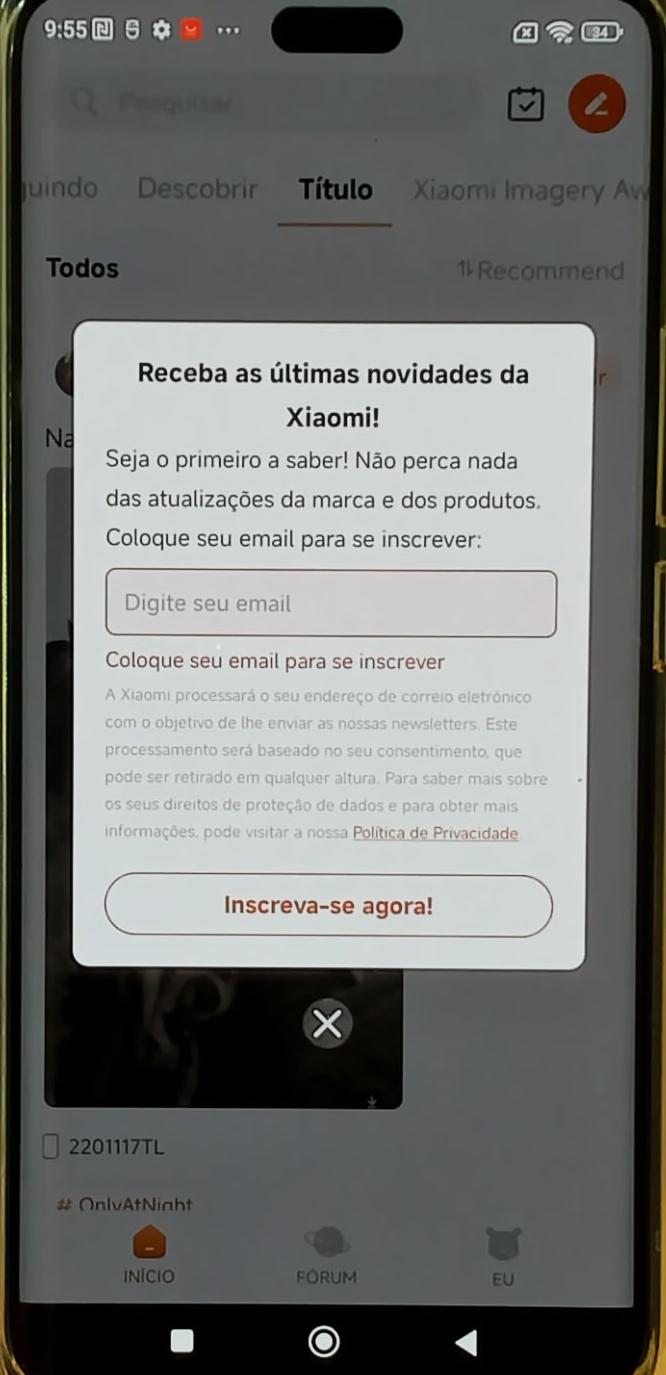 9:55
34
Pesquisar
guindo Descobrir Título Xiaomi Imagery Aw
Todos
Recommend
Receba as últimas novidades da
Xiaomi!
r
Na
Seja o primeiro a saber! Não perca nada
das atualizações da marca e dos produtos.
Coloque seu email para se inscrever:
Digite seu email
Coloque seu email para se inscrever
A Xiaomi processará o seu endereço de correio eletrónico
com o objetivo de lhe enviar as nossas newsletters. Este
processamento será baseado no seu consentimento, que
pode ser retirado em qualquer altura. Para saber mais sobre
os seus direitos de proteção de dados e para obter mais
informações, pode visitar a nossa Política de Privacidade
Inscreva-se agora!
2201117TL
# OnlyAtNight
INÍCIO FÓRUM EU